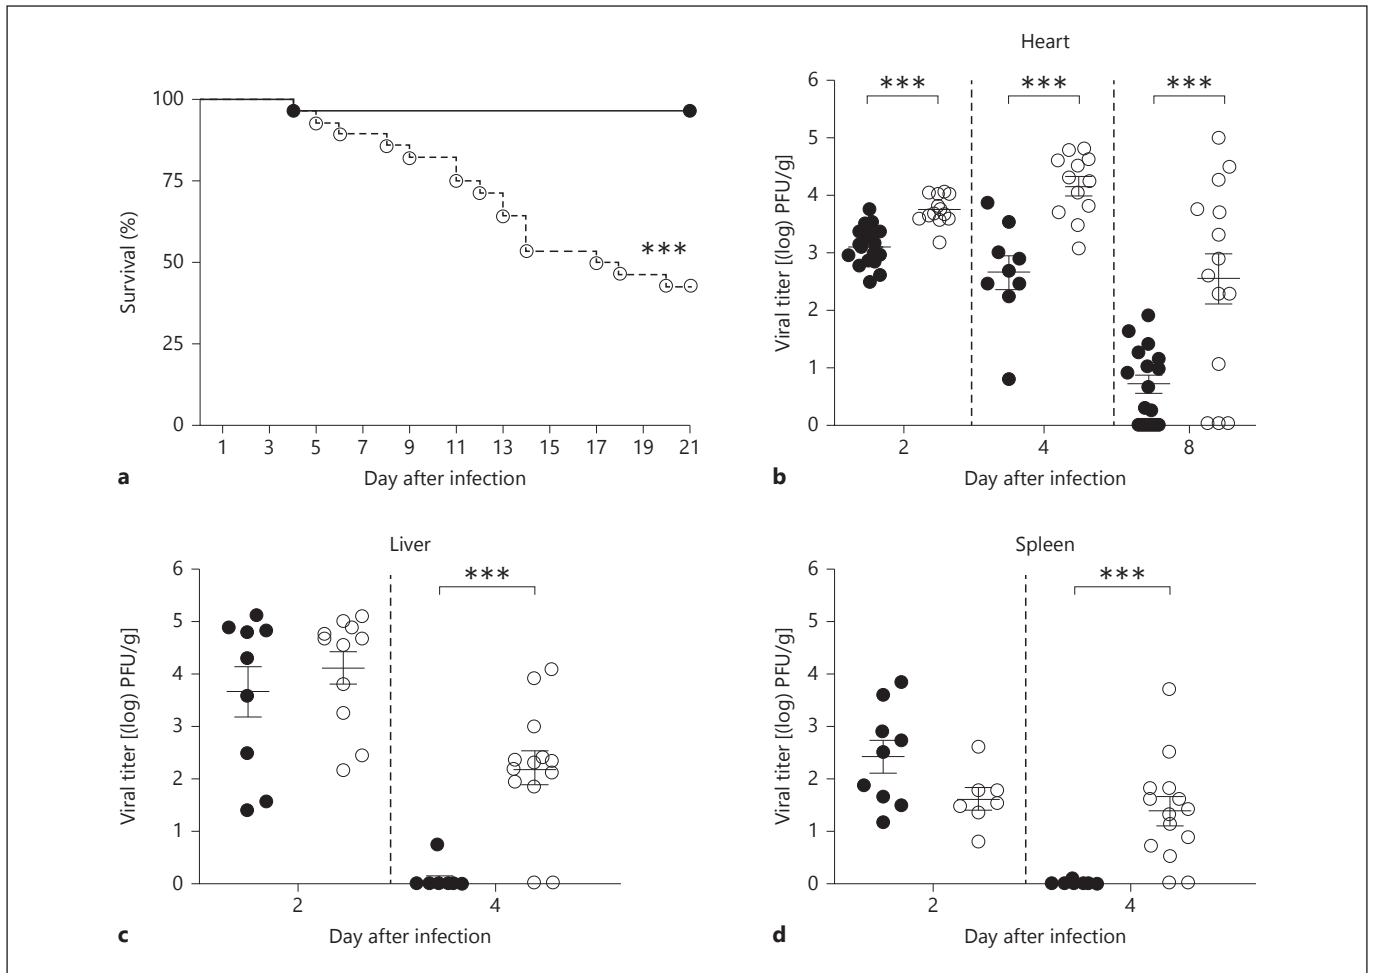 100
75
50
25
0
Survival (%)
***
1 3 5 7 9 11 13 15 17 19 21
Day after infection
a
Heart
6
5
4
3
2
1
0
Viral titer [(log) PFU/g]
*** *** ***
2 4 8
Day after infection
b
Liver
6
5
4
3
2
1
0
Viral titer [(log) PFU/g]
***
2 4
Day after infection
c
Spleen
6
5
4
3
2
1
0
Viral titer [(log) PFU/g]
***
2 4
Day after infection
d